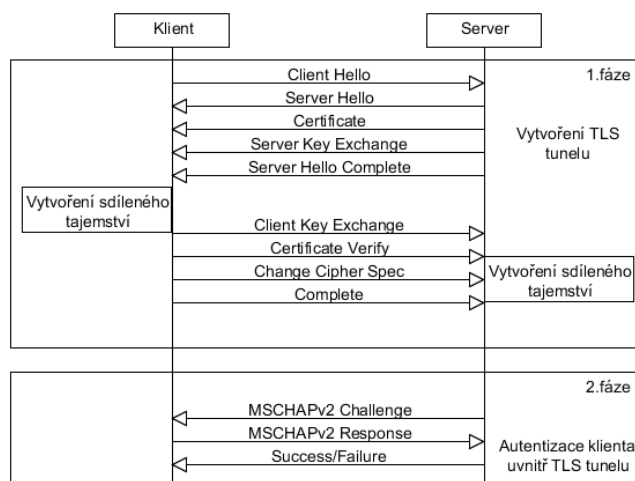 Klient
Server
1.fáze
Client Hello
Server Hello
Certificate
Vytvoření TLS
tunelu
Server Key Exchange
Server Hello Complete
Vytvoření sdíleného
tajemství
Client Key Exchange
Certificate Verify
Change Cipher Spec
Vytvoření sdíleného
tajemství
Complete
2.fáze
MSCHAPv2 Challenge
MSCHAPv2 Response
Success/Failure
Autentizace klienta
uvnitř TLS tunelu